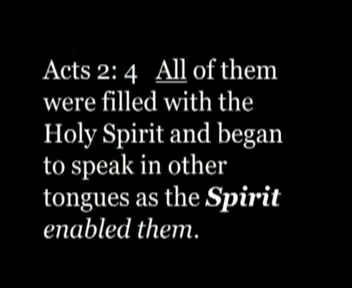 Acts 2: 4 All of them
were filled with the
Holy Spirit and began
to speak in other
tongues as the Spirit
enabled them.